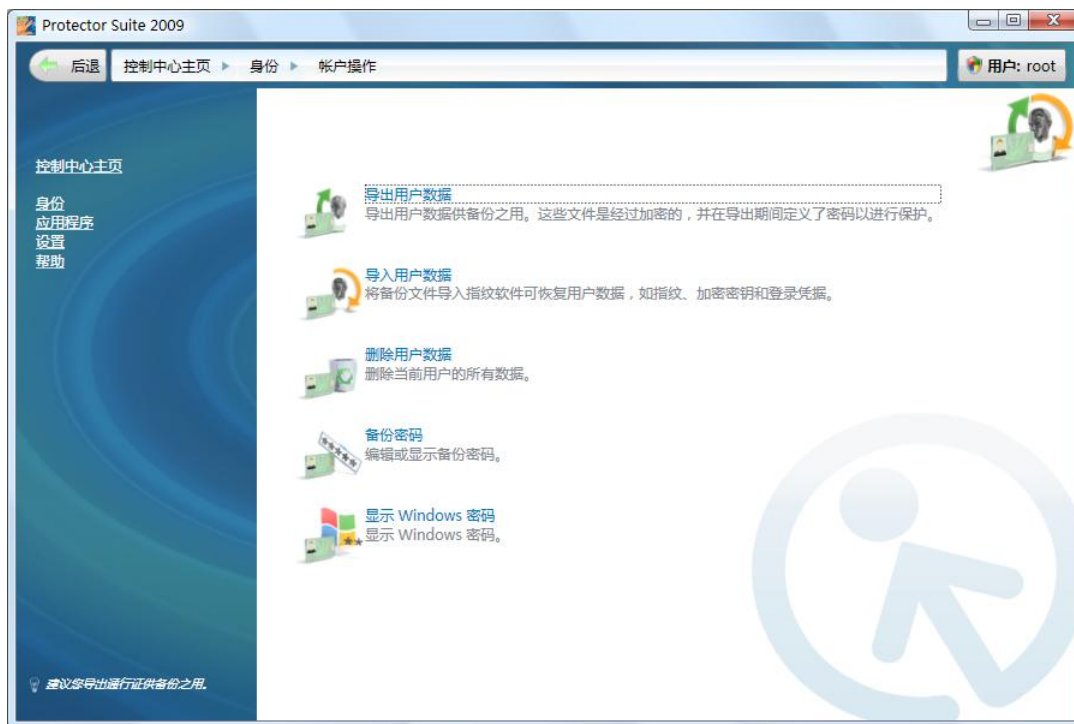 Protector Suite 2009
后退 控制中心主页 身份 帐户操作 用户: root
控制中心主页
身份
应用程序
设置
帮助
导出用户数据
导出用户数据供备份之用。这些文件是经过加密的，并在导出期间定义了密码以进行保护。
导入用户数据
将备份文件导入指纹软件可恢复用户数据，如指纹、加密密钥和登录凭据。
删除用户数据
删除当前用户的所有数据。
备份密码
编辑或显示备份密码。
显示 Windows 密码
显示 Windows 密码。
建议您导出通行证供备份之用。